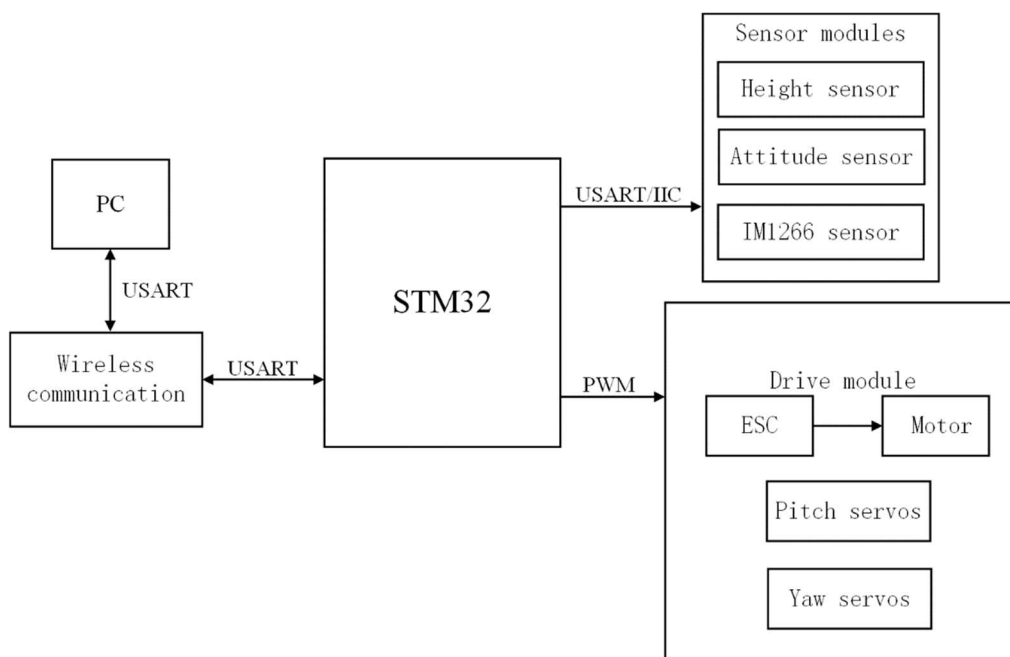 Sensor modules
Height sensor
Attitude sensor
IM1266 sensor
PC
USART/IIC
USART
STM32
Wireless
communication
USART
PWM
Drive module
ESC
Motor
Pitch servos
Yaw servos